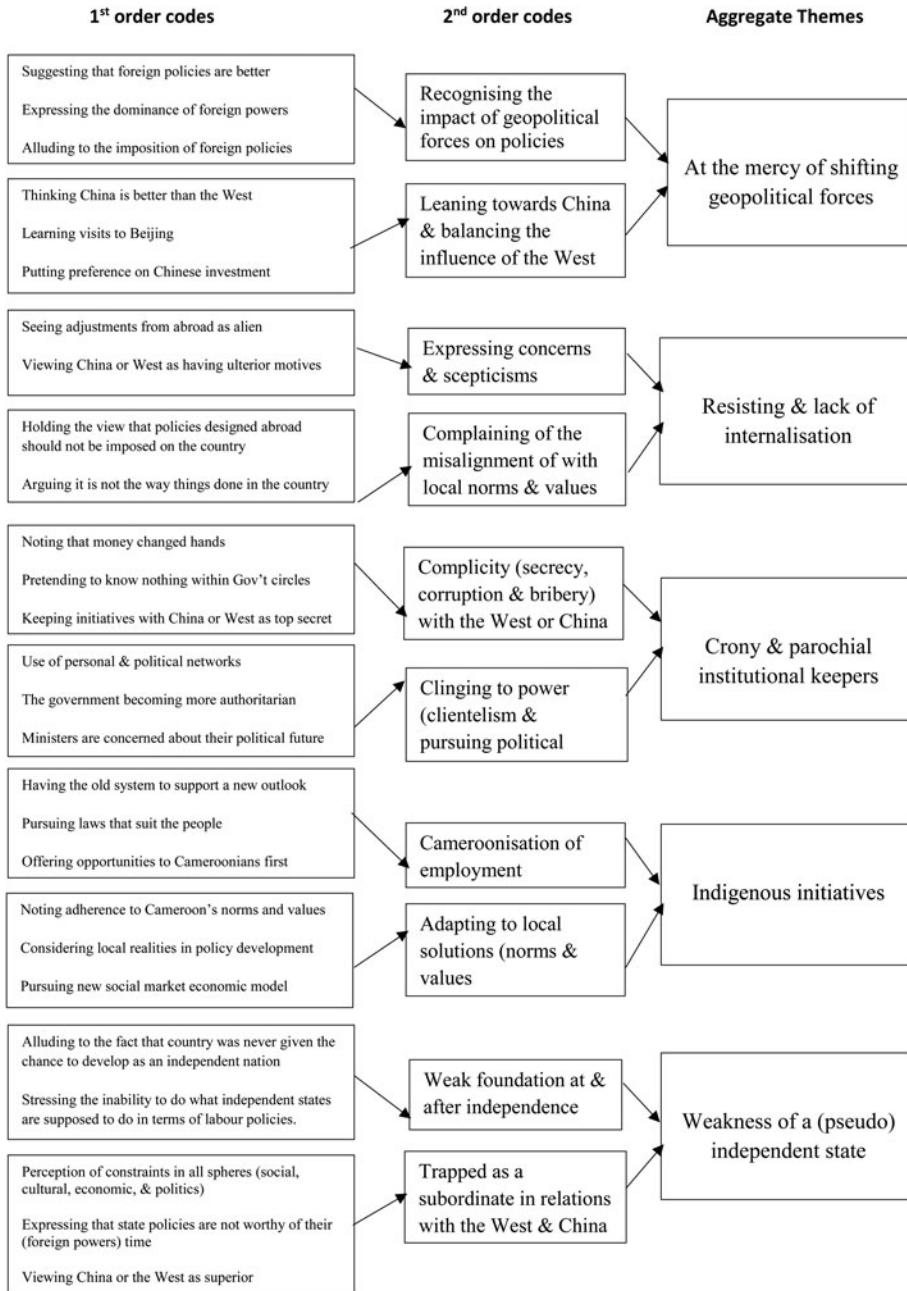 1st order codes
2nd order codes
Aggregate Themes
Suggesting that foreign policies are better
Expressing the dominance of foreign powers
Alluding to the imposition of foreign policies
Recognising the
impact of geopolitical
forces on policies
At the mercy of shifting
geopolitical forces
Thinking China is better than the West
Learning visits to Beijing
Putting preference on Chinese investment
Leaning towards China
& balancing the
influence of the West
Seeing adjustments from abroad as alien
Viewing China or West as having ulterior motives
Expressing concerns
& scepticisms
Resisting & lack of
internalisation
Holding the view that policies designed abroad
should not be imposed on the country
Arguing it is not the way things done in the country
Complaining of the
misalignment of with
local norms & values
Noting that money changed hands
Pretending to know nothing within Gov't circles
Keeping initiatives with China or West as top secret
Complicity (secrecy,
corruption & bribery)
with the West or China
Crony & parochial
institutional keepers
Use of personal & political networks
The government becoming more authoritarian
Ministers are concerned about their political future
Clinging to power
(clientelism &
pursuing political
Having the old system to support a new outlook
Pursuing laws that suit the people
Offering opportunities to Cameroonians first
Cameroonisation of
employment
Indigenous initiatives
Noting adherence to Cameroon's norms and values
Considering local realities in policy development
Pursuing new social market economic model
Adapting to local
solutions (norms &
values
Alluding to the fact that country was never given the
chance to develop as an independent nation
Stressing the inability to do what independent states
are supposed to do in terms of labour policies.
Weak foundation at &
after independence
Weakness of a (pseudo)
independent state
Perception of constraints in all spheres (social,
cultural, economic, & politics)
Expressing that state policies are not worthy of their
(foreign powers) time
Viewing China or the West as superior
Trapped as a
subordinate in relations
with the West & China